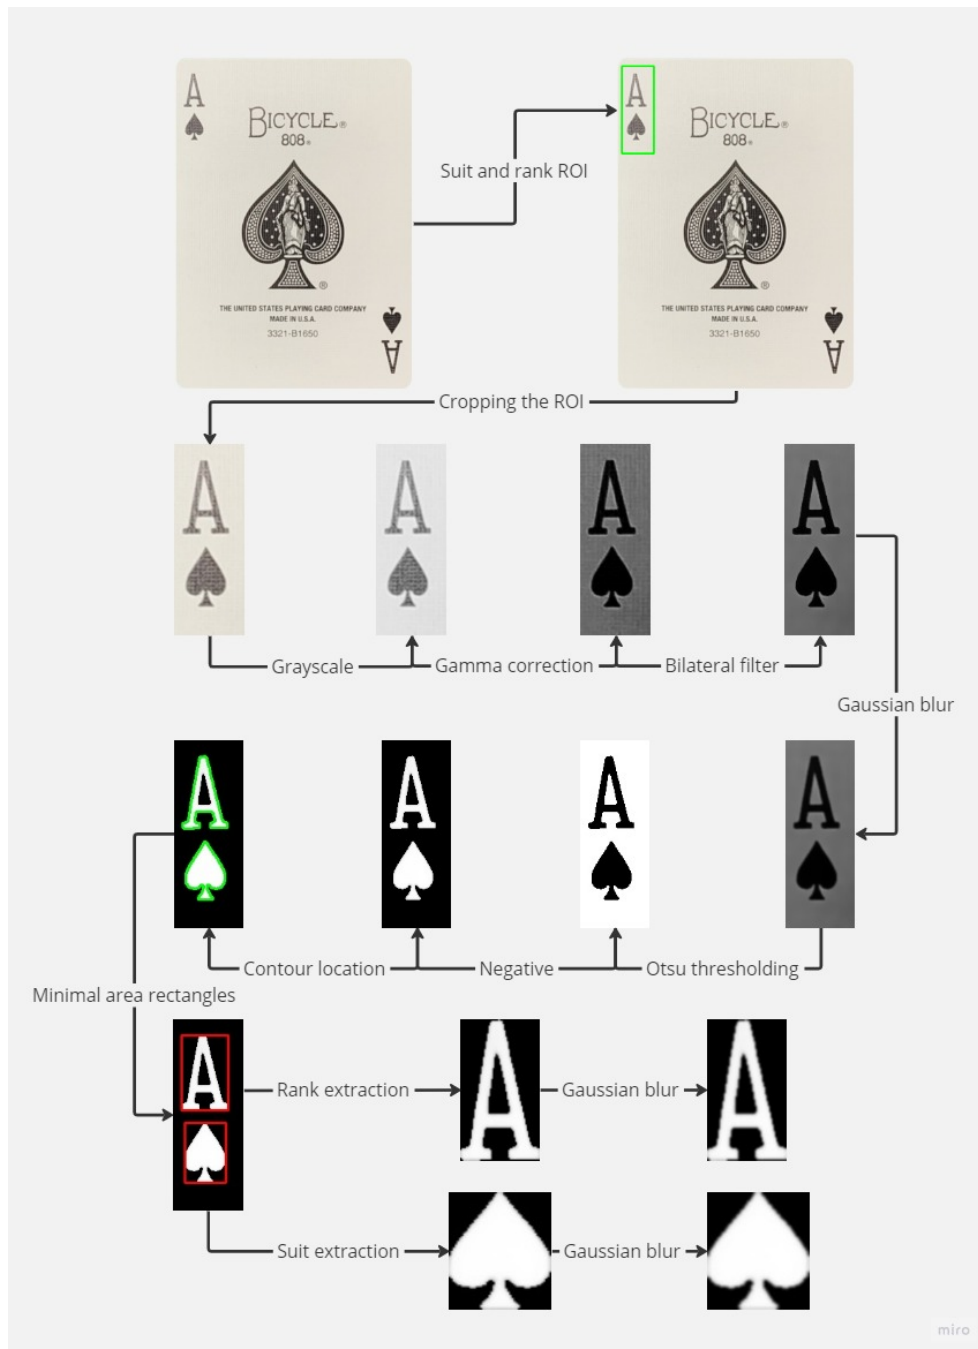 A
BICYCLE®
808®
®
THE UNITED STATES PLAYING CARD COMPANY
MADE IN U.S.A.
3321-B1650
A
Suit and rank ROI
A
BICYCLE®
808®
®
THE UNITED STATES PLAYING CARD COMPANY
MADE IN U.S.A.
3321-B1650
A
Cropping the ROI
A
A
A
A
Grayscale
Gamma correction
Bilateral filter
Gaussian blur
A
A
A
A
Contour location
Negative
Otsu thresholding
Minimal area rectangles
A
Rank extraction
A
Gaussian blur
A
Suit extraction
Gaussian blur
miro